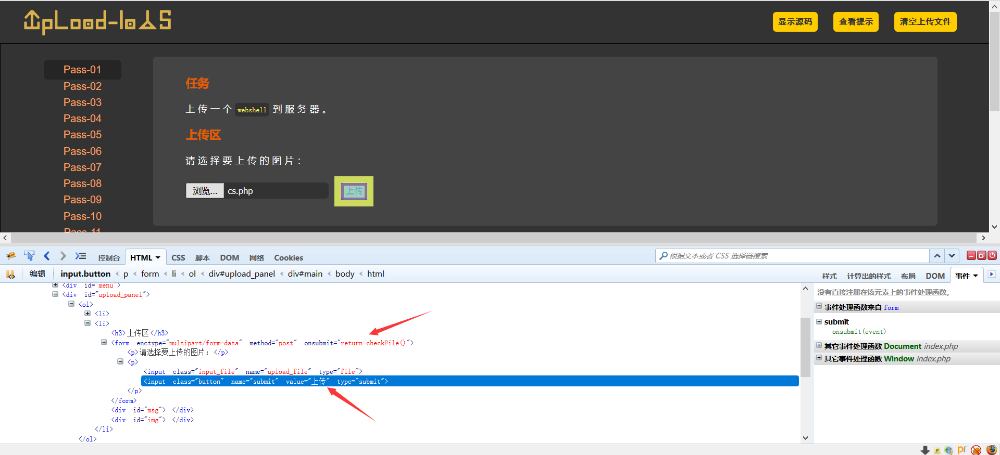 UpLoad-labs
显示源码
查看提示
清空上传文件
Pass-01
Pass-02
Pass-03
Pass-04
Pass-05
Pass-06
Pass-07
Pass-08
Pass-09
Pass-10
Pass-11
任务
上传一个 webshell 到服务器。
上传区
请选择要上传的图片：
浏览... cs.php
上传
控制台 HTML CSS 脚本 DOM 网络 Cookies
根据文本或者 CSS 选择器搜索
编辑 input.button < p < form < li < ol < div#upload_panel < div#main < body < html
样式 计算出的样式 布局 DOM 事件
<div id="menu">
<div id="upload_panel">
<ol>
<li>
<li>
<h3>上传区</h3>
<form enctype="multipart/form-data" method="post" onsubmit="return checkFile()">
<p>请选择要上传的图片：</p>
<p>
<input class="input_file" name="upload_file" type="file">
<input class="button" name="submit" value="上传" type="submit">
</p>
</form>
<div id="msg"> </div>
<div id="img"> </div>
</li>
</ol>
没有直接注册在该元素上的事件处理函数。
事件处理函数来自 form
submit
onsubmit(event)
其它事件处理函数 Document index.php
其它事件处理函数 Window index.php
pr